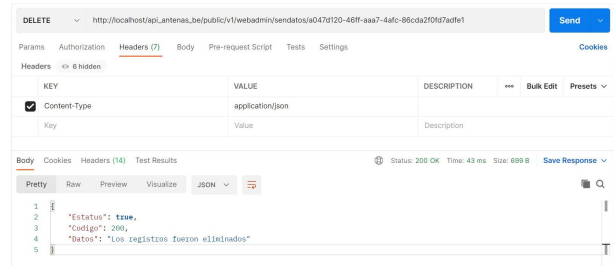 DELETE http://localhost/api_antenas_be/public/v1/webadmin/sendatos/a047d120-46ff-aaa7-4afc-86cda2f0fd7adfe1 Send
Params Authorization Headers (7) Body Pre-request Script Tests Settings Cookies
Headers 6 hidden
KEY VALUE DESCRIPTION ooo Bulk Edit Presets
Content-Type application/json
Key Value Description
Body Cookies Headers (14) Test Results Status: 200 OK Time: 43 ms Size: 699 B Save Response
Pretty Raw Preview Visualize JSON
1 {
2 "Estatus": true,
3 "Codigo": 200,
4 "Datos": "Los registros fueron eliminados"
5 }